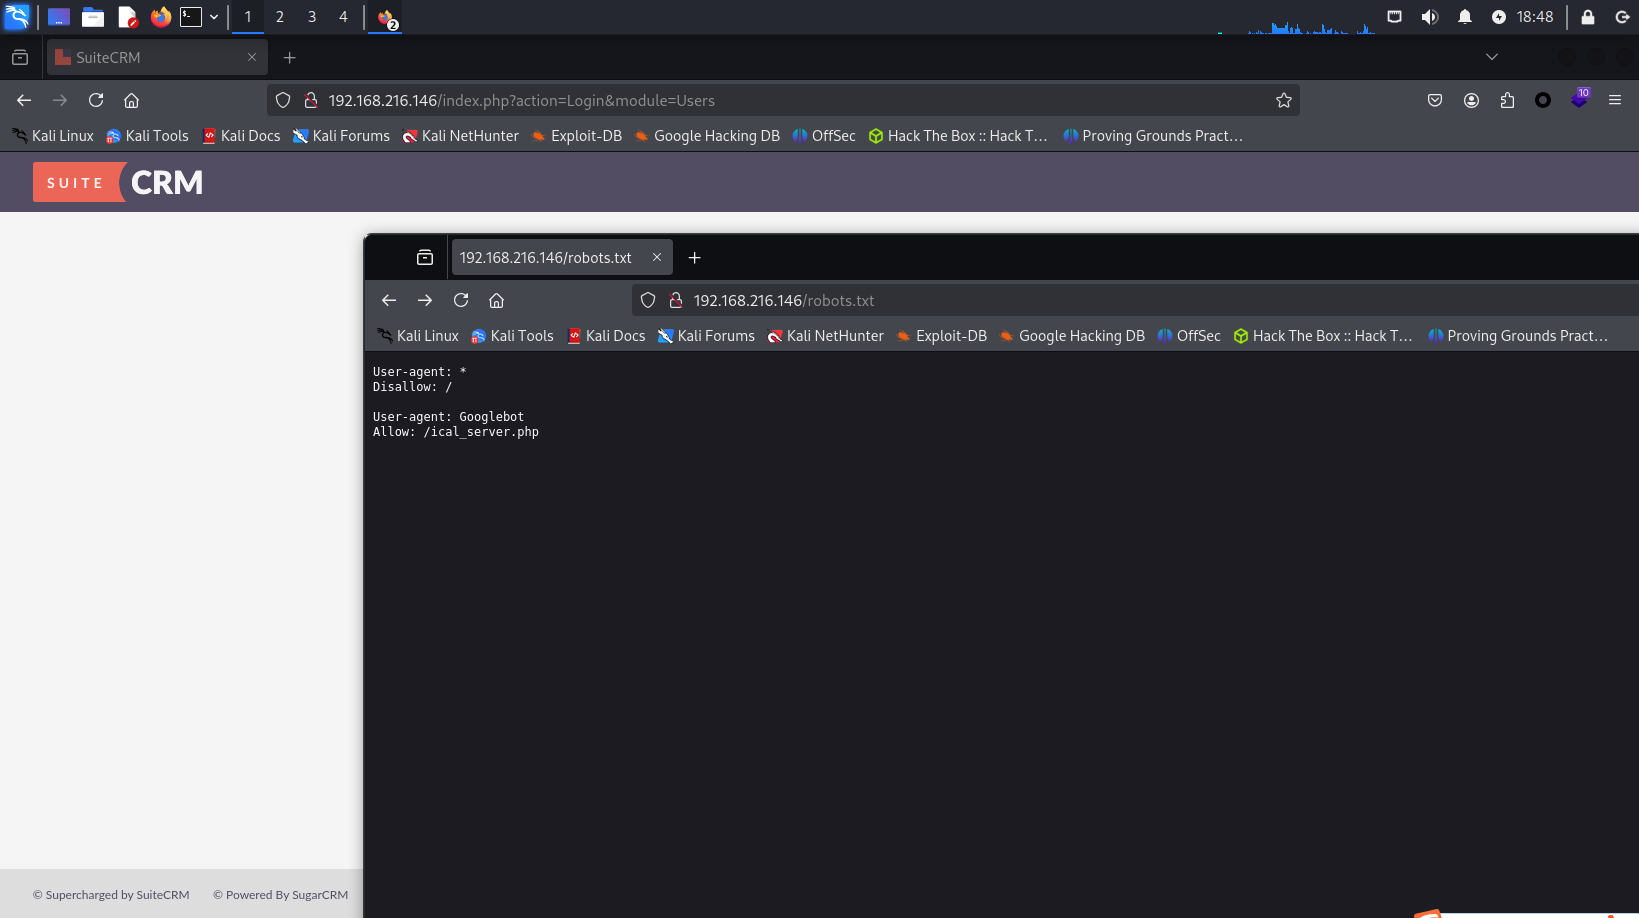 1 2 3 4 2 18:48
SuiteCRM
192.168.216.146/index.php?action=Login&module=Users 10
Kali Linux Kali Tools Kali Docs Kali Forums Kali NetHunter Exploit-DB Google Hacking DB OffSec Hack The Box :: Hack T… Proving Grounds Pract…
SUITE CRM
192.168.216.146/robots.txt
192.168.216.146/robots.txt
Kali Linux Kali Tools Kali Docs Kali Forums Kali NetHunter Exploit-DB Google Hacking DB OffSec Hack The Box :: Hack T… Proving Grounds Pract…
User-agent: *
Disallow: /
User-agent: Googlebot
Allow: /ical_server.php
© Supercharged by SuiteCRM © Powered By SugarCRM